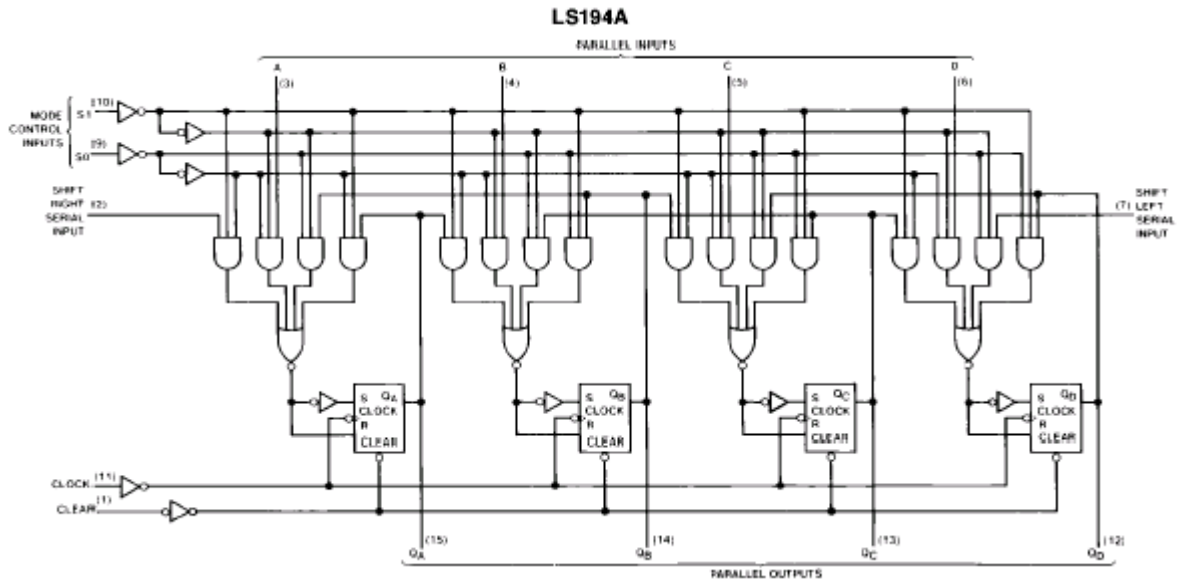 LS194A
PARALLEL INPUTS
A B C D
(3) (4) (5) (6)
MODE CONTROL INPUTS
S1 (10)
S0 (9)
SHIFT RIGHT SERIAL INPUT
(2)
SHIFT LEFT SERIAL INPUT
(7)
S QA
CLOCK
R
CLEAR
S QB
CLOCK
R
CLEAR
S QC
CLOCK
R
CLEAR
S QD
CLOCK
R
CLEAR
CLOCK (11)
CLEAR (1)
QA (15) QB (14) QC (13) QD (12)
PARALLEL OUTPUTS